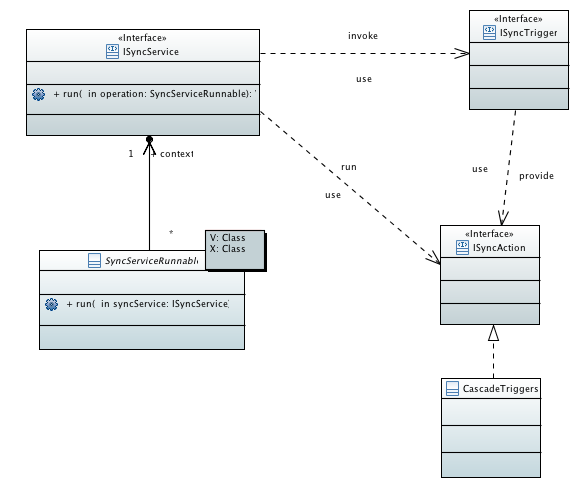 «Interface»
ISyncService
+ run(  in operation: SyncServiceRunnable):
«Interface»
ISyncTrigger
invoke
use
1
+ context
run
use
use
provide
*
V: Class
X: Class
SyncServiceRunnable
+ run(  in syncService: ISyncService
«Interface»
ISyncAction
CascadeTriggers